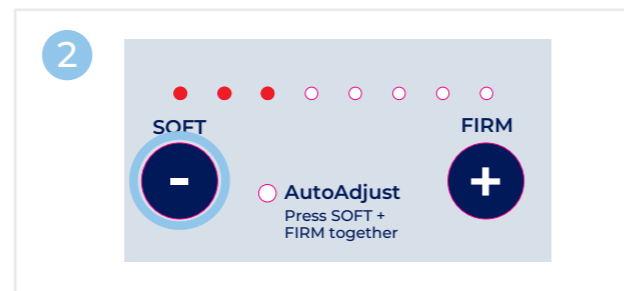 2
SOFT
FIRM
-
+
AutoAdjust
Press SOFT +
FIRM together